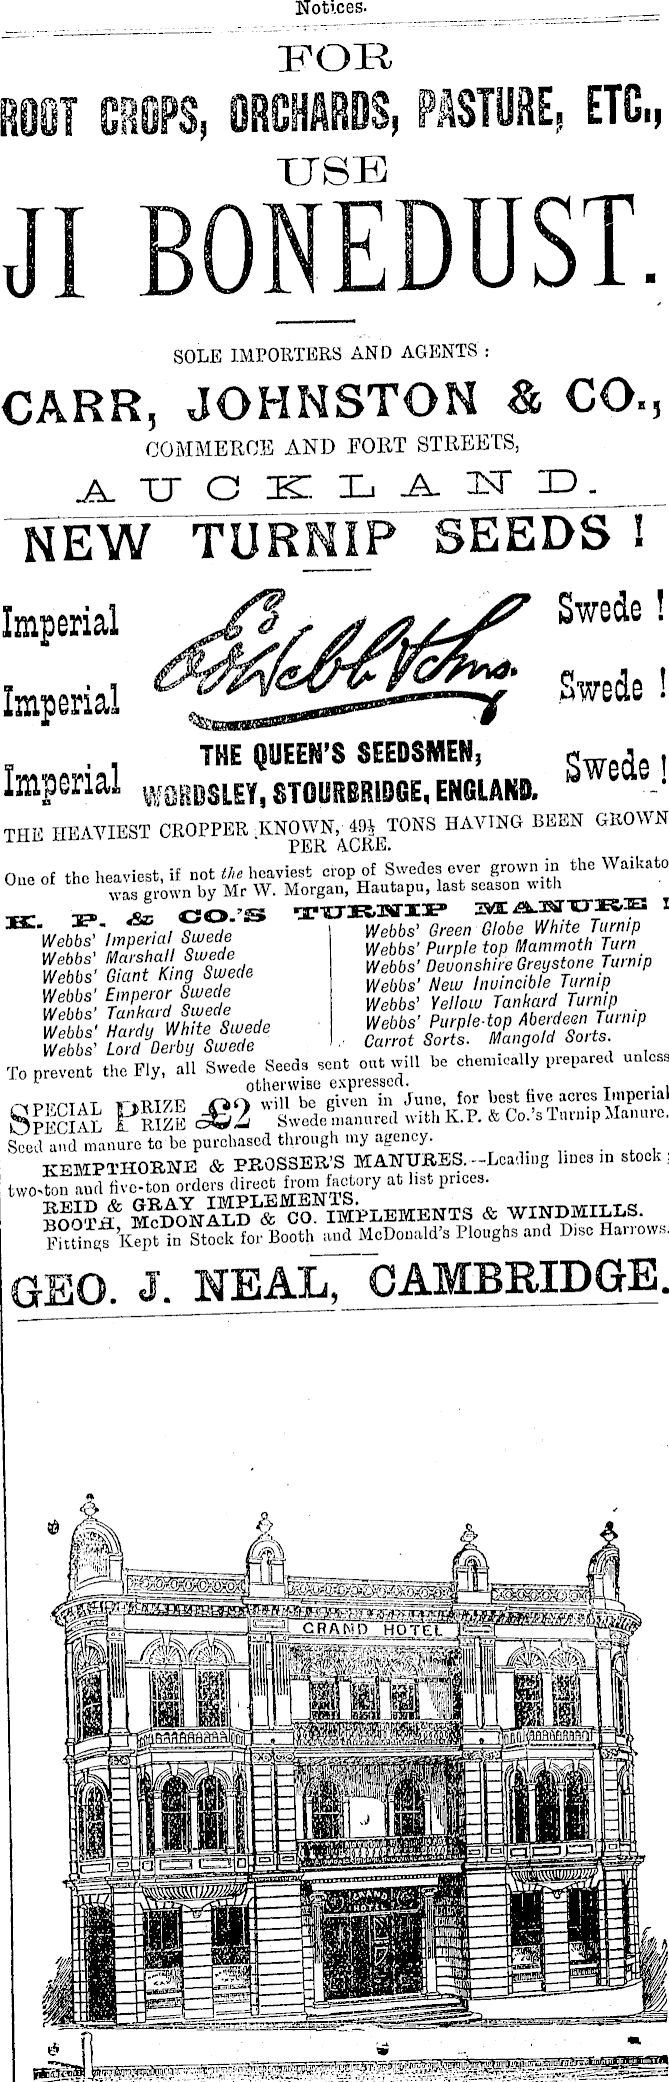 Notices.
FOR
ROOT CROPS, ORCHARDS, PASTURE, ETC.,
USE
JI BONEDUST.
SOLE IMPORTERS AND AGENTS :
CARR, JOHNSTON & CO.,
COMMERCE AND FORT STREETS,
AUCKLAND.
NEW TURNIP SEEDS !
Imperial Swede !
Imperial Swede !
Imperial Swede !
E. Webb & Sons.
THE QUEEN'S SEEDSMEN,
WORDSLEY, STOURBRIDGE, ENGLAND.
THE HEAVIEST CROPPER KNOWN, 49½ TONS HAVING BEEN GROWN
PER ACRE.
One of the heaviest, if not the heaviest crop of Swedes ever grown in the Waikato
was grown by Mr W. Morgan, Hautapu, last season with
K. P. & CO.'S TURNIP MANURE !
Webbs' Imperial Swede
Webbs' Marshall Swede
Webbs' Giant King Swede
Webbs' Emperor Swede
Webbs' Tankard Swede
Webbs' Hardy White Swede
Webbs' Lord Derby Swede
Webbs' Green Globe White Turnip
Webbs' Purple top Mammoth Turn
Webbs' Devonshire Greystone Turnip
Webbs' New Invincible Turnip
Webbs' Yellow Tankard Turnip
Webbs' Purple-top Aberdeen Turnip
Carrot Sorts. Mangold Sorts.
To prevent the Fly, all Swede Seeds sent out will be chemically prepared unless
otherwise expressed.
SPECIAL PRIZE £2 will be given in June, for best five acres Imperial
SPECIAL PRIZE £2 Swede manured with K.P. & Co.'s Turnip Manure.
Seed and manure to be purchased through my agency.
KEMPTHORNE & PROSSER'S MANURES.--Leading lines in stock ;
two-ton and five-ton orders direct from factory at list prices.
REID & GRAY IMPLEMENTS.
BOOTH, McDONALD & CO. IMPLEMENTS & WINDMILLS.
Fittings Kept in Stock for Booth and McDonald's Ploughs and Disc Harrows.
GEO. J. NEAL, CAMBRIDGE.
GRAND HOTEL
GRAND
HOTEL